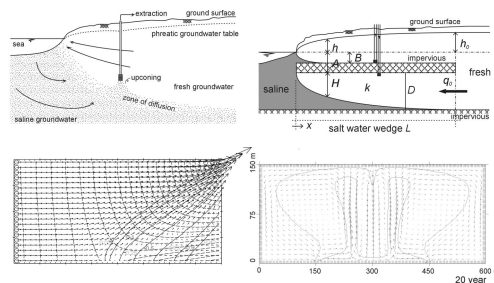 extraction
ground surface
phreatic groundwater table
sea
fresh groundwater
upconing
zone of diffusion
saline groundwater
ground surface
h
h0
A
B
impervious
fresh
saline
H
k
D
q0
impervious
x
salt water wedge L
150 m
75
0
0
150
300
450
600
20 year